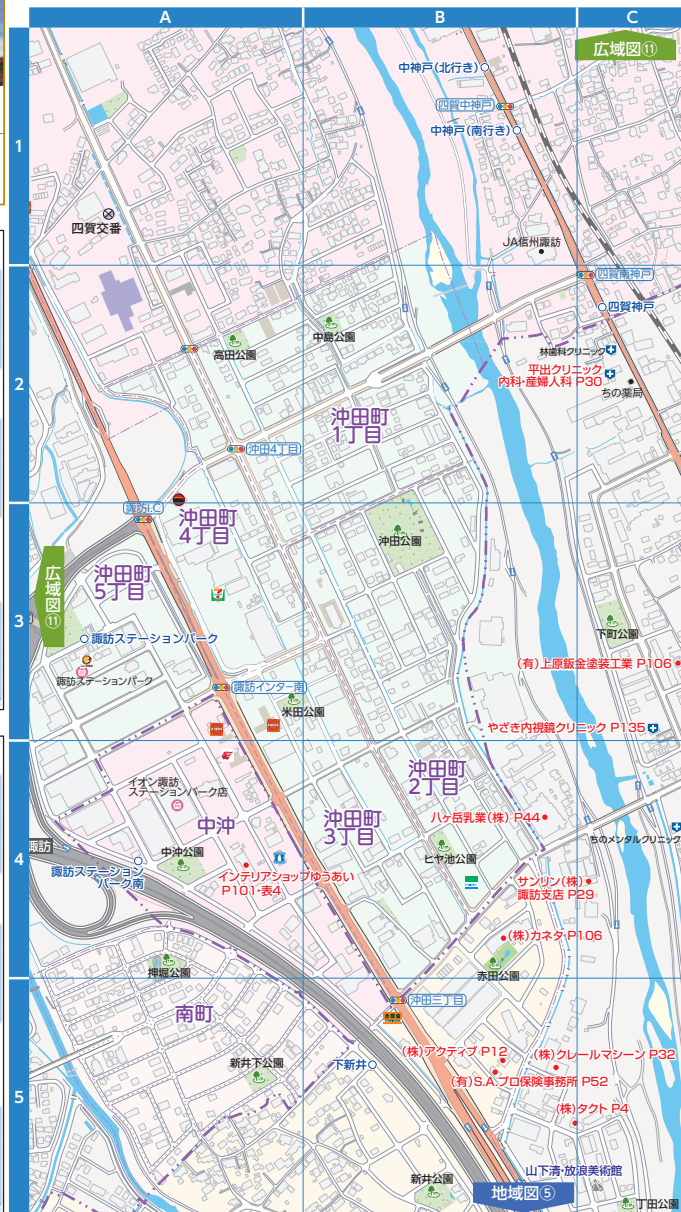 A
B
C
広域図⑪
1
2
3
4
5
中神戸(北行き)
四賀中神戸
中神戸(南行き)
四賀交番
JA信州諏訪
四賀南神戸
四賀神戸
中島公園
高田公園
林歯科クリニック
平出クリニック
内科・産婦人科 P30
ちの薬局
沖田町
1丁目
沖田4丁目
諏訪I.C
沖田町
4丁目
沖田公園
広域図⑪
沖田町
5丁目
下町公園
諏訪ステーションパーク
諏訪ステーションパーク
(有)上原鈑金塗装工業 P106
諏訪インター南
米田公園
やざき内視鏡クリニック P135
イオン諏訪
ステーションパーク店
沖田町
2丁目
中沖
沖田町
3丁目
八ヶ岳乳業(株) P44
ちのメンタルクリニック
諏訪
中沖公園
ヒヤ池公園
諏訪ステーション
パーク南
インテリアショップゆうあい
P101・表4
サンリン(株)
諏訪支店 P29
(株)カネタ P106
押堀公園
赤田公園
沖田三丁目
南町
(株)アクティブ P12
(株)クレールマシーン P32
下新井
新井下公園
(有)S.A.プロ保険事務所 P52
(株)タクト P4
山下清・放浪美術館
新井公園
地域図⑤
丁田公園